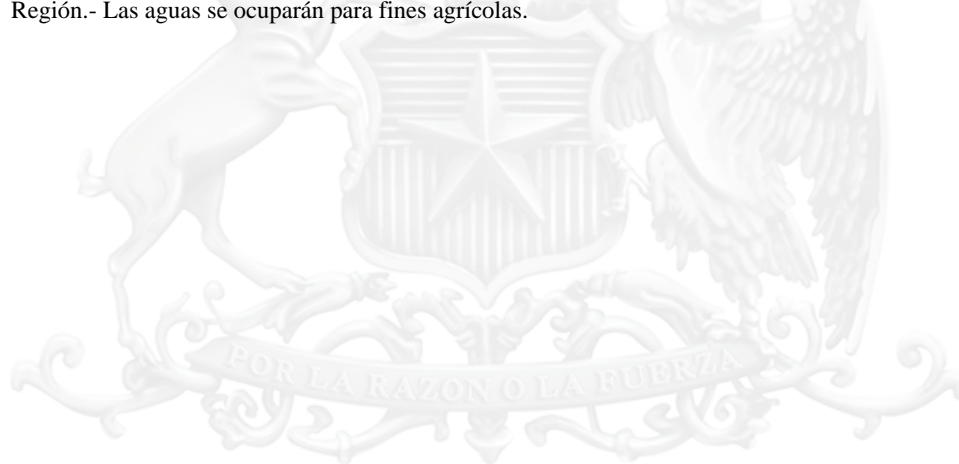 Región.- Las aguas se ocuparán para fines agrícolas.
POR LA RAZON O LA FUERZA